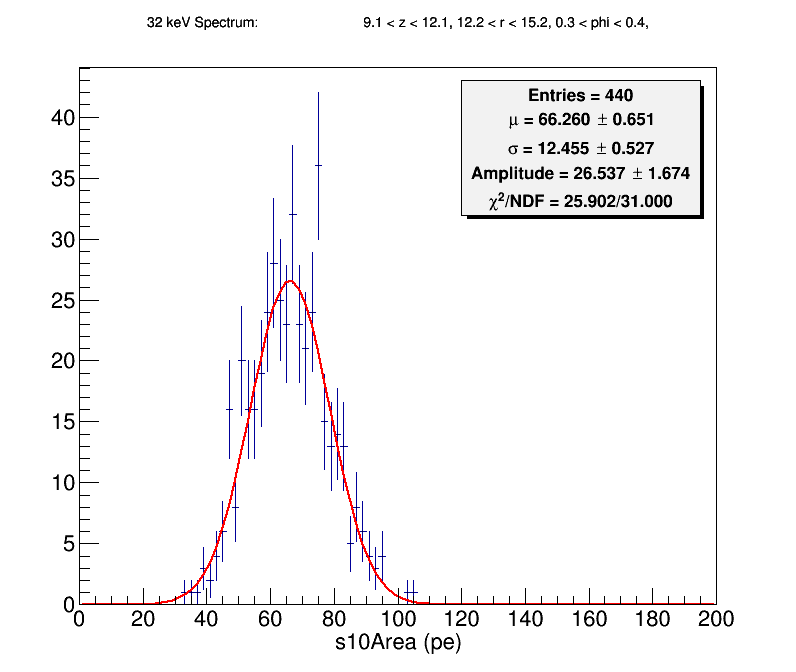 32 keV Spectrum: 9.1 < z < 12.1, 12.2 < r < 15.2, 0.3 < phi < 0.4,
Entries = 440
μ = 66.260 ± 0.651
σ = 12.455 ± 0.527
Amplitude = 26.537 ± 1.674
χ²/NDF = 25.902/31.000
40
35
30
25
20
15
10
5
0
0 20 40 60 80 100 120 140 160 180 200
s10Area (pe)